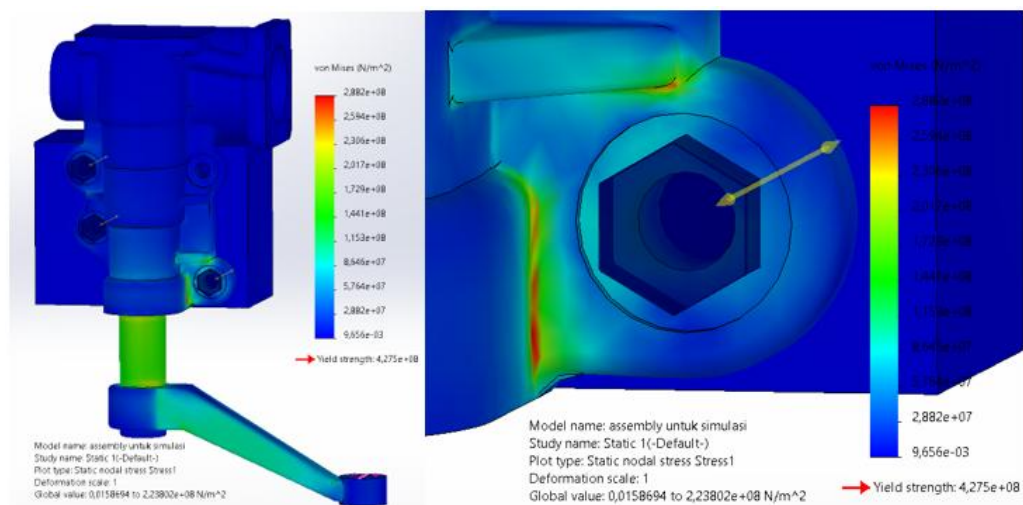 von Mises (N/m^2)
2,882e+08
2,594e+08
2,306e+08
2,017e+08
1,729e+08
1,441e+08
1,153e+08
8,646e+07
5,764e+07
2,882e+07
9,656e-03
Yield strength: 4,275e+08
Model name: assembly untuk simulasi
Study name: Static 1(-Default-)
Plot type: Static nodal stress Stress1
Deformation scale: 1
Global value: 0,0158694 to 2,23802e+08 N/m^2
von Mises (N/m^2)
2,882e+07
9,656e-03
Yield strength: 4,275e+08
Model name: assembly untuk simulasi
Study name: Static 1(-Default-)
Plot type: Static nodal stress Stress1
Deformation scale: 1
Global value: 0,0158694 to 2,23802e+08 N/m^2